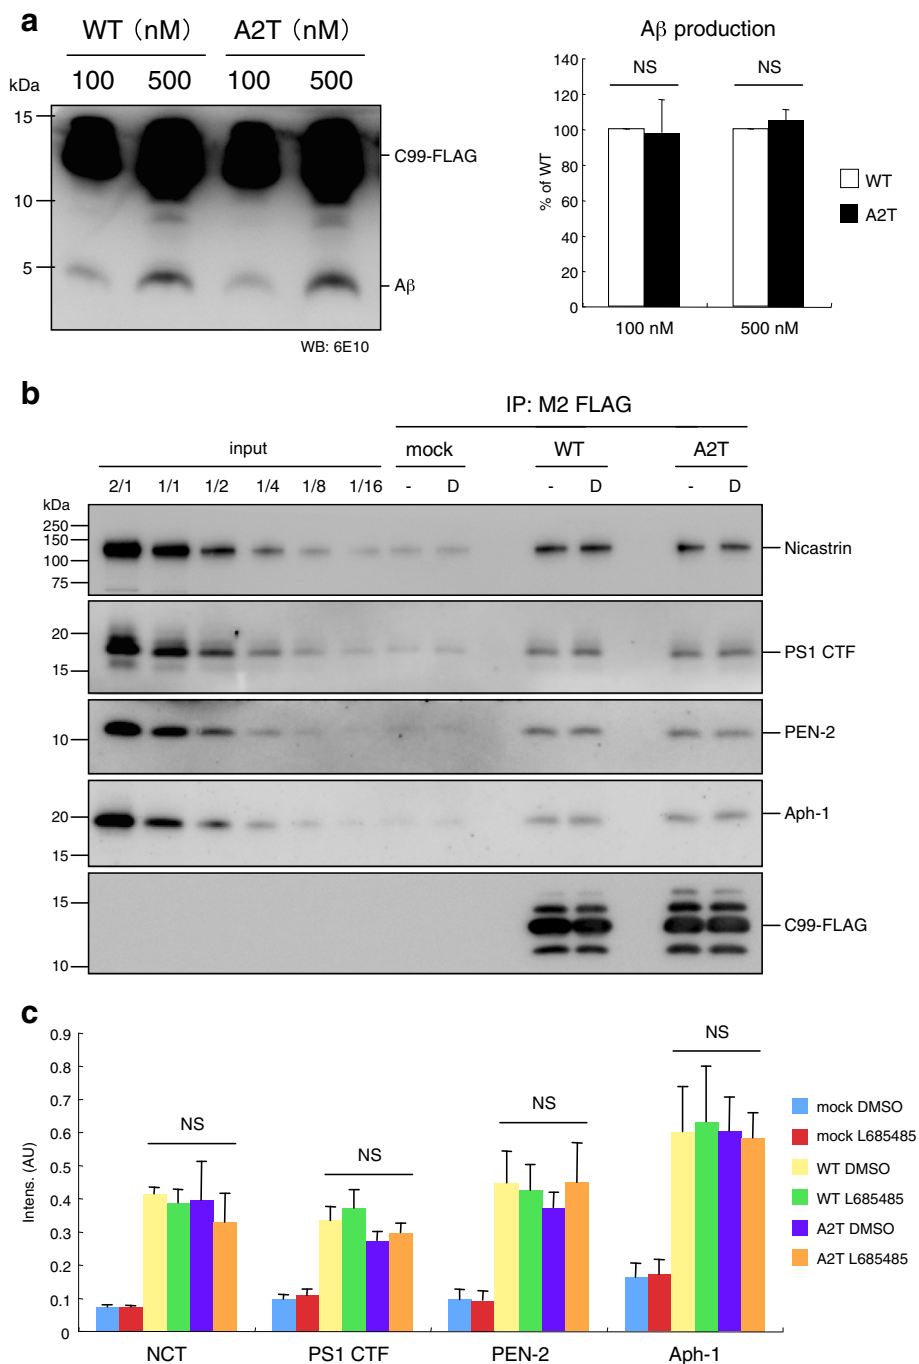 a
WT (nM) A2T (nM)
kDa 100 500 100 500
15
C99-FLAG
10
5
Aβ
WB: 6E10
Aβ production
140
120
100
80
60
40
20
0
% of WT
NS NS
100 nM 500 nM
WT
A2T
b
IP: M2 FLAG
input mock WT A2T
2/1 1/1 1/2 1/4 1/8 1/16 - D - D - D
kDa
250
150
100
75
Nicastrin
20
15
PS1 CTF
10
PEN-2
20
15
Aph-1
15
10
C99-FLAG
c
0.9
0.8
0.7
0.6
0.5
0.4
0.3
0.2
0.1
0
Intens. (AU)
NS NS NS NS
NCT PS1 CTF PEN-2 Aph-1
mock DMSO
mock L685485
WT DMSO
WT L685485
A2T DMSO
A2T L685485